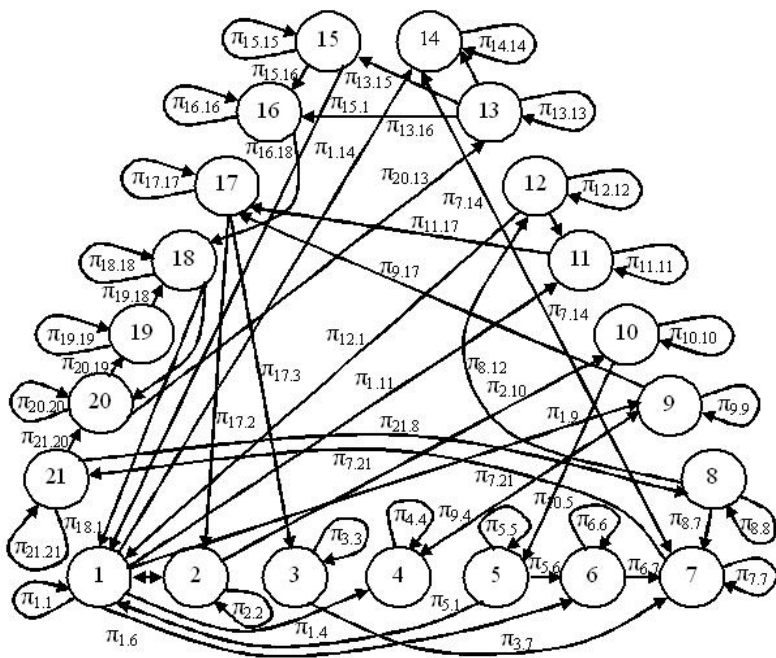 π15.15 15 14 π14.14
π15.16 π13.15
π16.16 16 π15.1 13 π13.13
π13.16
π16.18 π1.14
π17.17 17 π20.13 12 π12.12
π7.14
π11.17
π18.18 18 11 π11.11
π9.17
π19.18
π19.19 19 π7.14 10 π10.10
π12.1
π20.19 π17.3 π8.12
π20.20 20 π1.11 π2.10 9 π9.9
π17.2 π1.9
π21.20 π21.8
21 π7.21 π7.21 8
π10.5
π18.1 π9.4 π8.7 π8.8
π21.21 π3.3 π4.4 π5.5 π6.6
1 2 3 4 5 π5.6 6 π6.7 7 π7.7
π1.1 π2.2 π5.1
π1.6 π1.4 π3.7